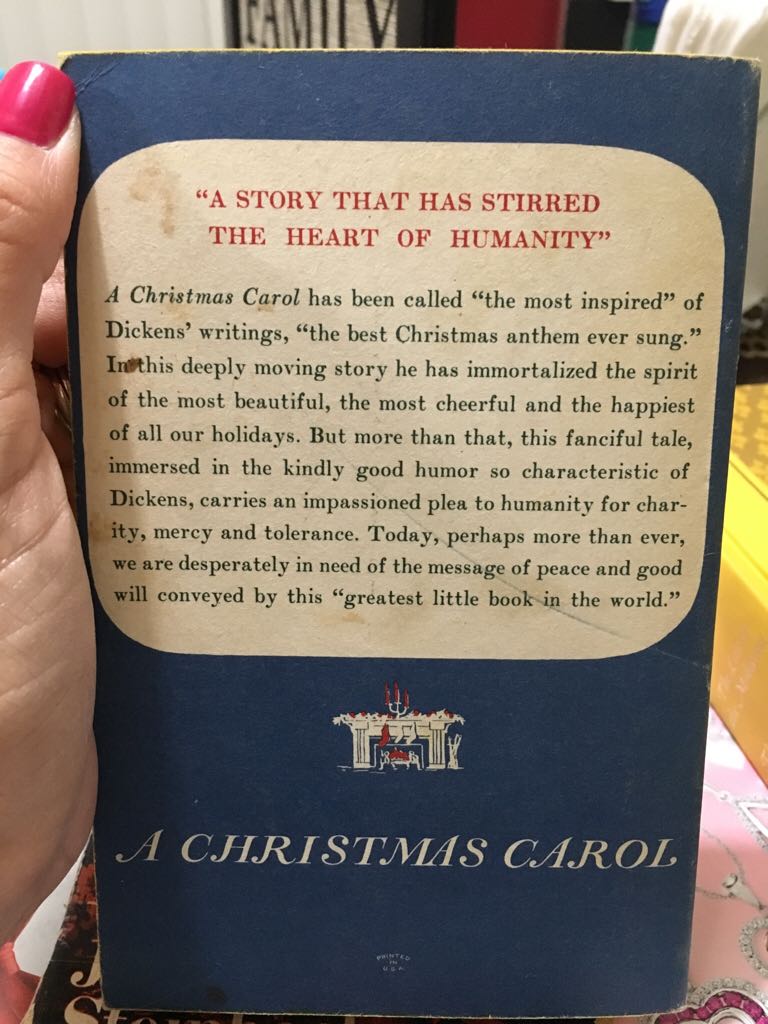 FAMILY
"A STORY THAT HAS STIRRED
THE HEART OF HUMANITY"
A Christmas Carol has been called "the most inspired" of
Dickens' writings, "the best Christmas anthem ever sung."
In this deeply moving story he has immortalized the spirit
of the most beautiful, the most cheerful and the happiest
of all our holidays. But more than that, this fanciful tale,
immersed in the kindly good humor so characteristic of
Dickens, carries an impassioned plea to humanity for char-
ity, mercy and tolerance. Today, perhaps more than ever,
we are desperately in need of the message of peace and good
will conveyed by this "greatest little book in the world."
A CHRISTMAS CAROL
PRINTED
IN
U.S.A.